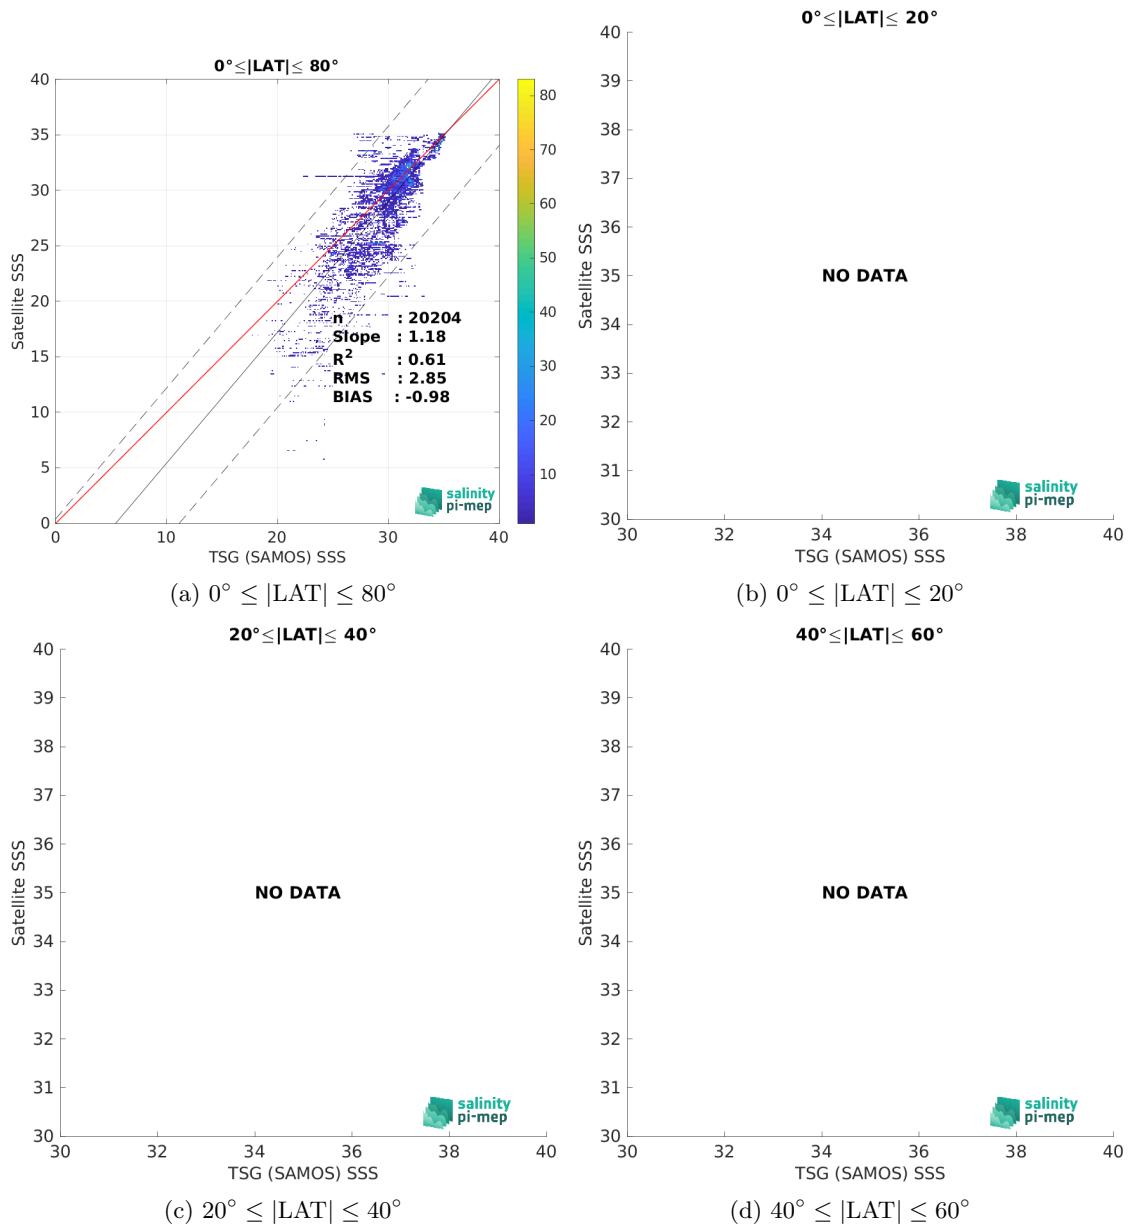 0°≤|LAT|≤ 80°
40
35
30
25
20
15
10
5
0
0
10
20
30
40
Satellite SSS
TSG (SAMOS) SSS
n : 20204
Slope : 1.18
R² : 0.61
RMS : 2.85
BIAS : -0.98
salinity
pi-mep
80
70
60
50
40
30
20
10
(a) 0° ≤ |LAT| ≤ 80°
0°≤|LAT|≤ 20°
40
39
38
37
36
35
34
33
32
31
30
30
32
34
36
38
40
Satellite SSS
NO DATA
TSG (SAMOS) SSS
salinity
pi-mep
(b) 0° ≤ |LAT| ≤ 20°
20°≤|LAT|≤ 40°
40
39
38
37
36
35
34
33
32
31
30
30
32
34
36
38
40
Satellite SSS
NO DATA
TSG (SAMOS) SSS
salinity
pi-mep
(c) 20° ≤ |LAT| ≤ 40°
40°≤|LAT|≤ 60°
40
39
38
37
36
35
34
33
32
31
30
30
32
34
36
38
40
Satellite SSS
NO DATA
TSG (SAMOS) SSS
salinity
pi-mep
(d) 40° ≤ |LAT| ≤ 60°